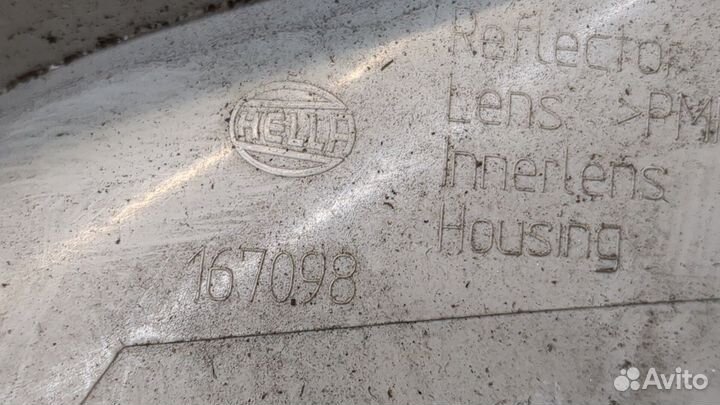 HELLA
167098
Reflector
Lens >PM
Innerlens
Housing
Avito